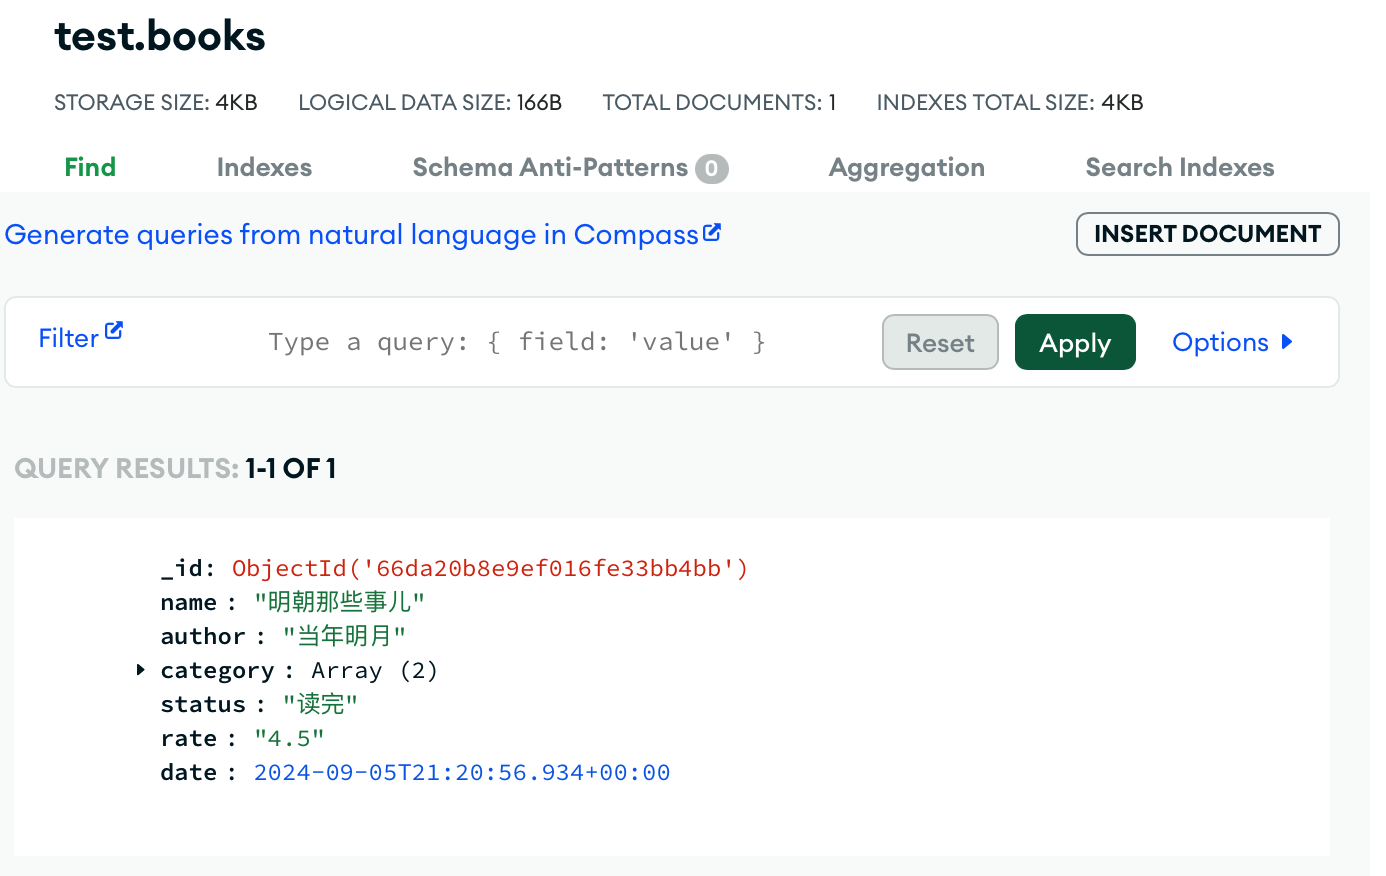 test.books
STORAGE SIZE: 4KB LOGICAL DATA SIZE: 166B TOTAL DOCUMENTS: 1 INDEXES TOTAL SIZE: 4KB
Find Indexes Schema Anti-Patterns 0 Aggregation Search Indexes
Generate queries from natural language in Compass INSERT DOCUMENT
Filter Type a query: { field: 'value' } Reset Apply Options
QUERY RESULTS: 1-1 OF 1
_id: ObjectId('66da20b8e9ef016fe33bb4bb')
name : "明朝那些事儿"
author : "当年明月"
category : Array (2)
status : "读完"
rate : "4.5"
date : 2024-09-05T21:20:56.934+00:00